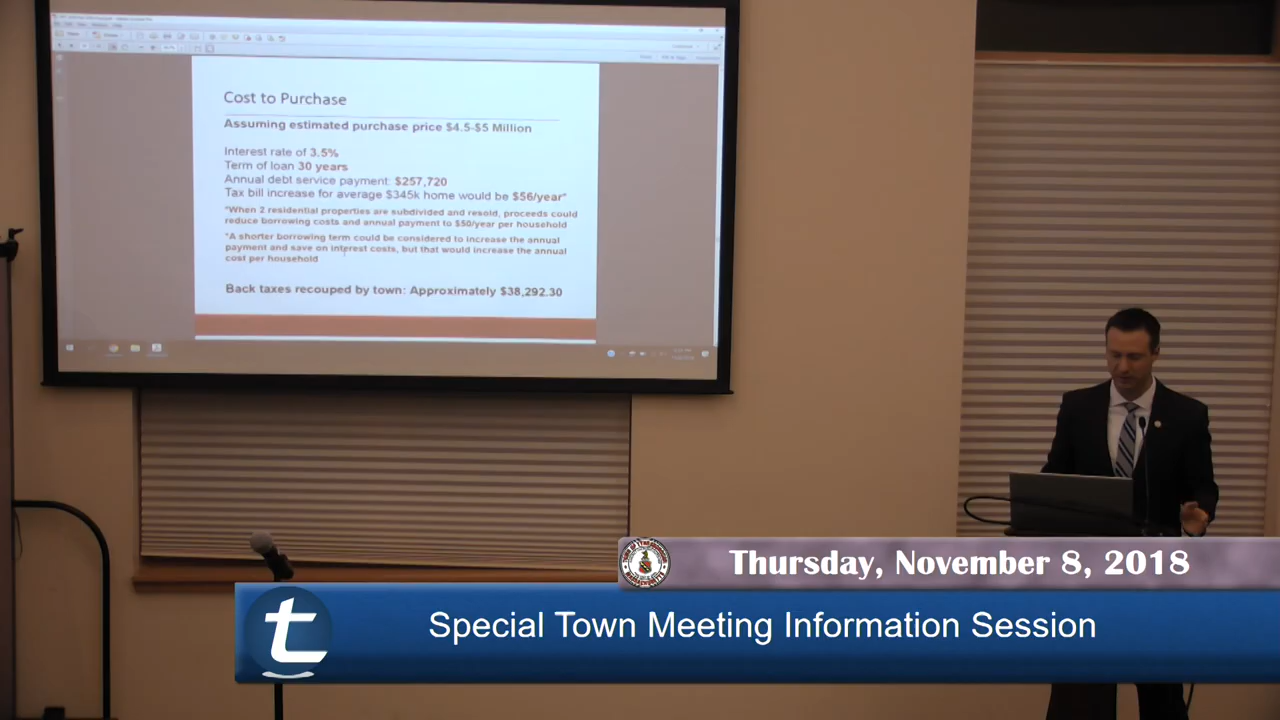 Cost to Purchase
Assuming estimated purchase price $4.5-$5 Million
Interest rate of 3.5%
Term of loan 30 years
Annual debt service payment: $257,720
Tax bill increase for average $345k home would be $56/year*
*When 2 residential properties are subdivided and resold, proceeds could
reduce borrowing costs and annual payment to $50/year per household
*A shorter borrowing term could be considered to increase the annual
payment and save on interest costs, but that would increase the annual
cost per household
Back taxes recouped by town: Approximately $38,292.30
Thursday, November 8, 2018
t
Special Town Meeting Information Session